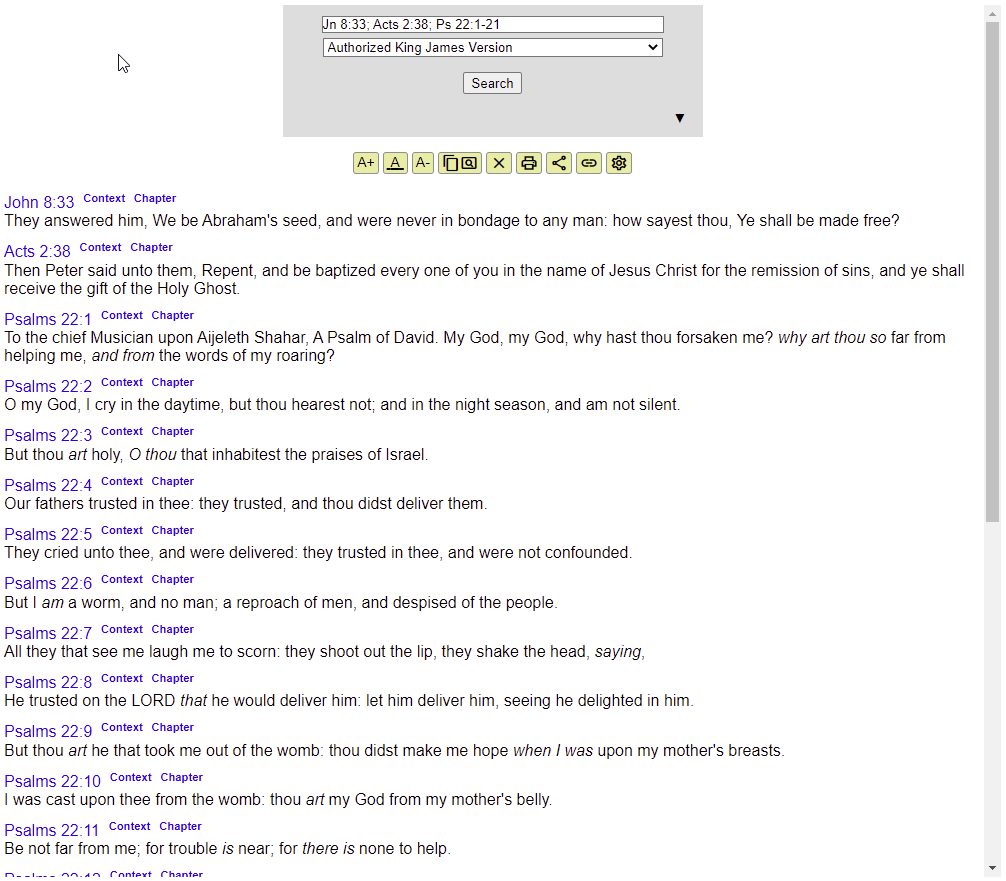 Jn 8:33; Acts 2:38; Ps 22:1-21
Authorized King James Version
Search
▼
A+ A A-
John 8:33 Context Chapter
They answered him, We be Abraham's seed, and were never in bondage to any man: how sayest thou, Ye shall be made free?
Acts 2:38 Context Chapter
Then Peter said unto them, Repent, and be baptized every one of you in the name of Jesus Christ for the remission of sins, and ye shall
receive the gift of the Holy Ghost.
Psalms 22:1 Context Chapter
To the chief Musician upon Aijeleth Shahar, A Psalm of David. My God, my God, why hast thou forsaken me? why art thou so far from
helping me, and from the words of my roaring?
Psalms 22:2 Context Chapter
O my God, I cry in the daytime, but thou hearest not; and in the night season, and am not silent.
Psalms 22:3 Context Chapter
But thou art holy, O thou that inhabitest the praises of Israel.
Psalms 22:4 Context Chapter
Our fathers trusted in thee: they trusted, and thou didst deliver them.
Psalms 22:5 Context Chapter
They cried unto thee, and were delivered: they trusted in thee, and were not confounded.
Psalms 22:6 Context Chapter
But I am a worm, and no man; a reproach of men, and despised of the people.
Psalms 22:7 Context Chapter
All they that see me laugh me to scorn: they shoot out the lip, they shake the head, saying,
Psalms 22:8 Context Chapter
He trusted on the LORD that he would deliver him: let him deliver him, seeing he delighted in him.
Psalms 22:9 Context Chapter
But thou art he that took me out of the womb: thou didst make me hope when I was upon my mother's breasts.
Psalms 22:10 Context Chapter
I was cast upon thee from the womb: thou art my God from my mother's belly.
Psalms 22:11 Context Chapter
Be not far from me; for trouble is near; for there is none to help.
Psalms 22:12 Context Chapter